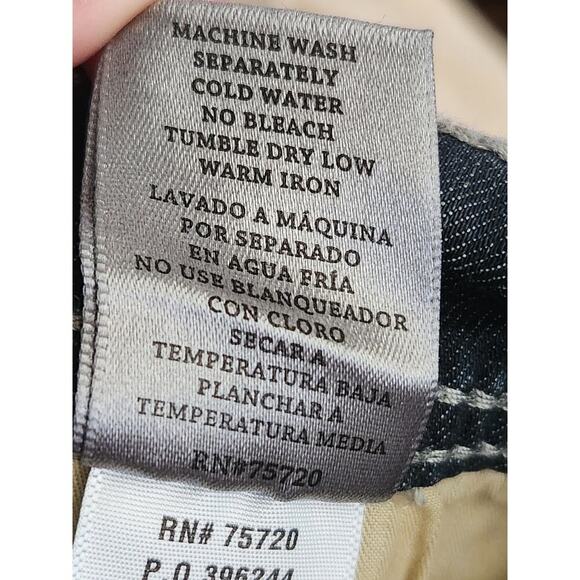 MACHINE WASH
SEPARATELY
COLD WATER
NO BLEACH
TUMBLE DRY LOW
WARM IRON
LAVADO A MÁQUINA
POR SEPARADO
EN AGUA FRÍA
NO USE BLANQUEADOR
CON CLORO
SECAR A
TEMPERATURA BAJA
PLANCHAR A
TEMPERATURA MEDIA
RN#75720
RN# 75720
P.O 396244